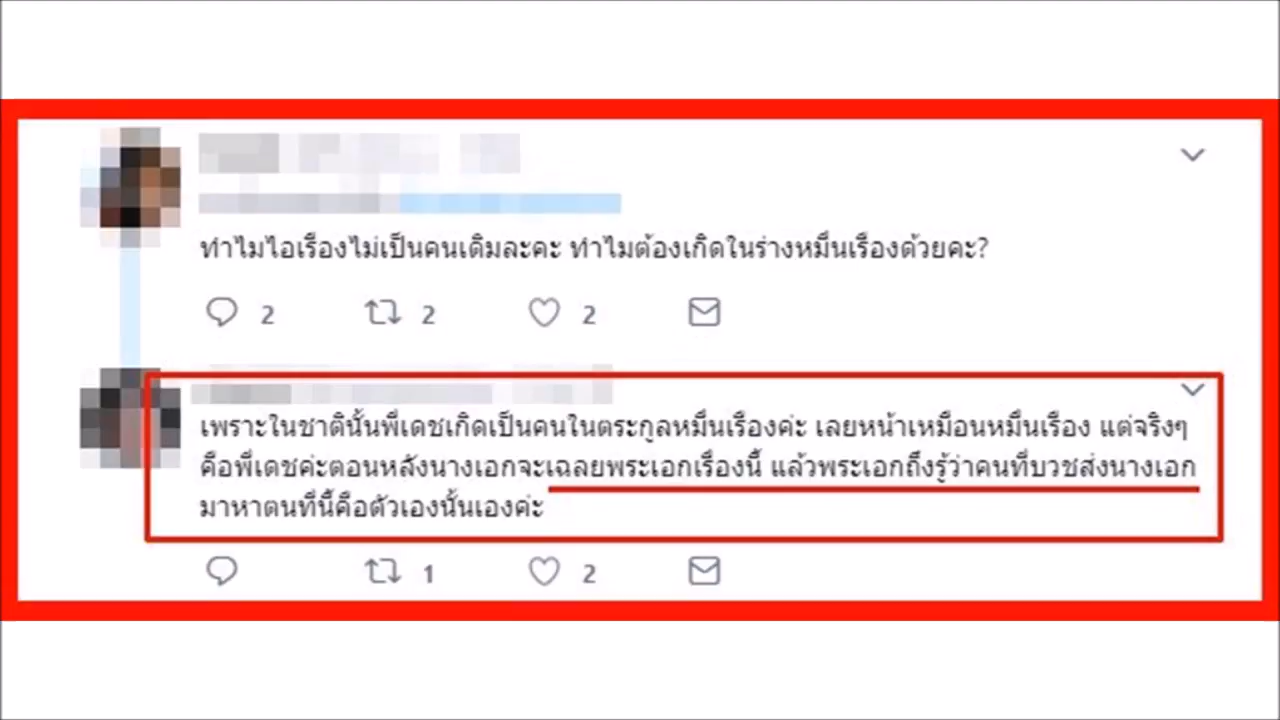 ทำไมไอเรืองไม่เป็นคนเดิมละคะ ทำไมต้องเกิดในร่างหมื่นเรืองด้วยคะ?
2 2 2
เพราะในชาตินั้นพี่เดชเกิดเป็นคนในตระกูลหมื่นเรืองค่ะ เลยหน้าเหมือนหมื่นเรือง แต่จริงๆ
คือพี่เดชค่ะตอนหลังนางเอกจะเฉลยพระเอกเรื่องนี้ แล้วพระเอกถึงรู้ว่าคนที่บวชส่งนางเอก
มาหาตนที่นี้คือตัวเองนั้นเองค่ะ
1 2